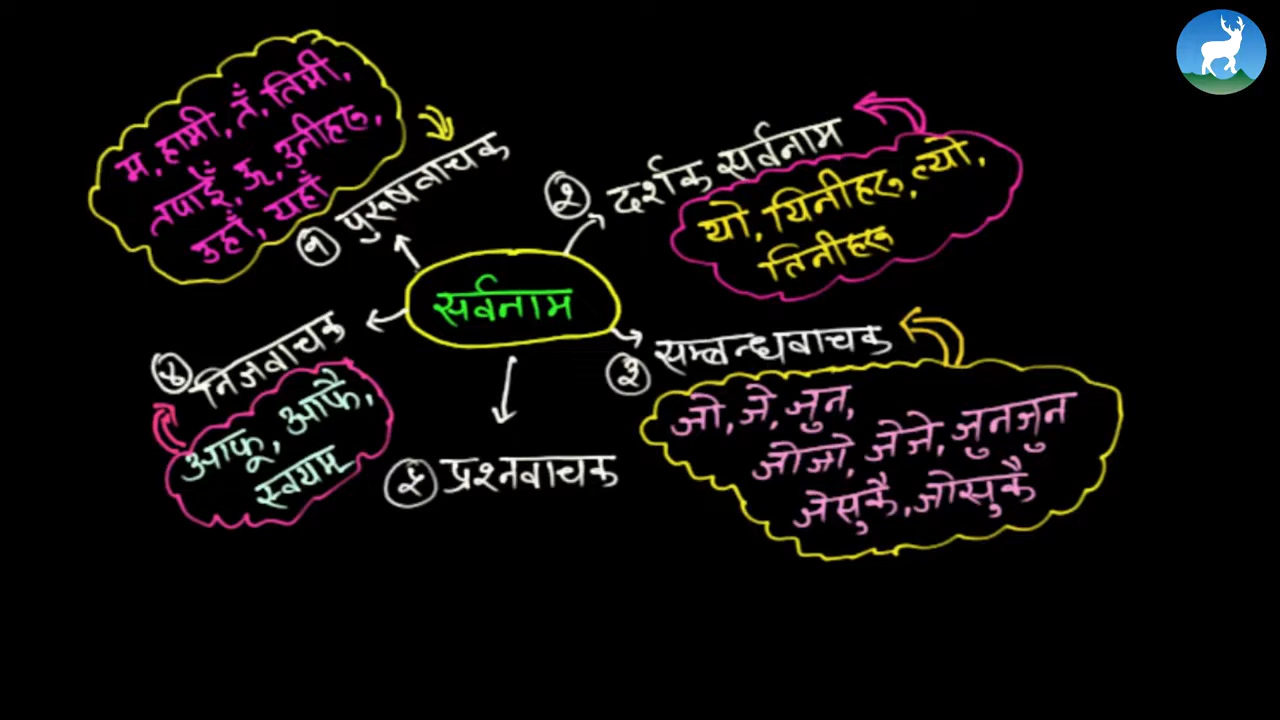 सर्वनाम
१ पुरुषवाचक
म, हामी, तँ, तिमी,
तपाईँ, ऊ, उनीहरू,
उहाँ, यहाँ
२ दर्शक सर्वनाम
यो, यिनीहरू, त्यो,
तिनीहरू
३ सम्बन्धवाचक
जो, जे, जुन,
जोजो, जेजे, जुनजुन
जेसुकै, जोसुकै
४ निजवाचक
आफू, आफै,
स्वयम्
५ प्रश्नवाचक